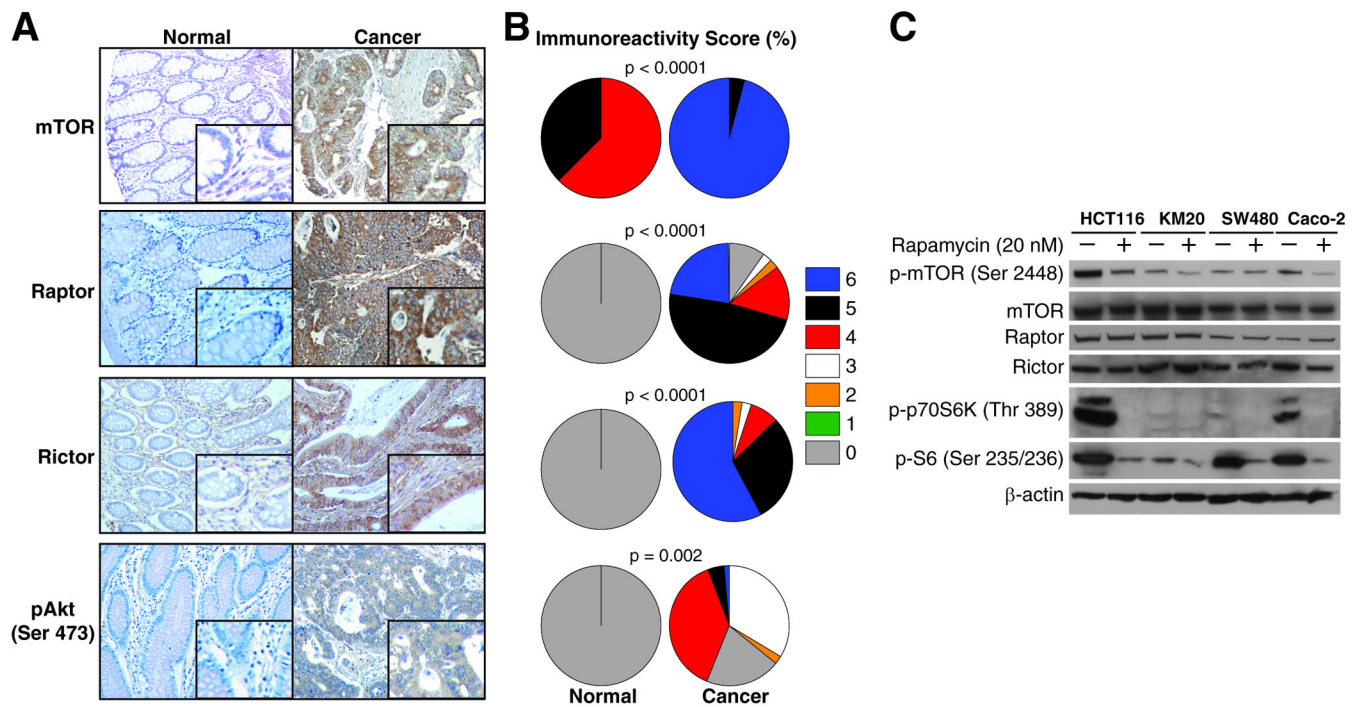 A
Normal Cancer
mTOR
Raptor
Rictor
pAkt
(Ser 473)
B
Immunoreactivity Score (%)
p < 0.0001
p < 0.0001
p < 0.0001
p = 0.002
Normal Cancer
6
5
4
3
2
1
0
C
HCT116 KM20 SW480 Caco-2
Rapamycin (20 nM) − + − + − + − +
p-mTOR (Ser 2448)
mTOR
Raptor
Rictor
p-p70S6K (Thr 389)
p-S6 (Ser 235/236)
β-actin